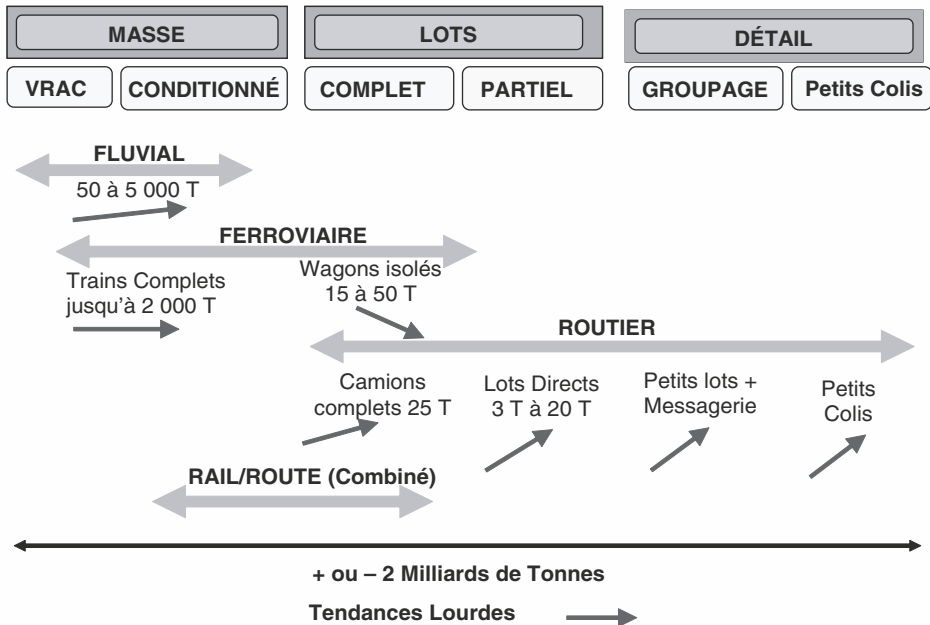 MASSE
LOTS
DÉTAIL
VRAC
CONDITIONNÉ
COMPLET
PARTIEL
GROUPAGE
Petits Colis
FLUVIAL
50 à 5 000 T
FERROVIAIRE
Trains Complets
jusqu'à 2 000 T
Wagons isolés
15 à 50 T
ROUTIER
Camions
complets 25 T
Lots Directs
3 T à 20 T
Petits lots +
Messagerie
Petits
Colis
RAIL/ROUTE (Combiné)
+ ou – 2 Milliards de Tonnes
Tendances Lourdes